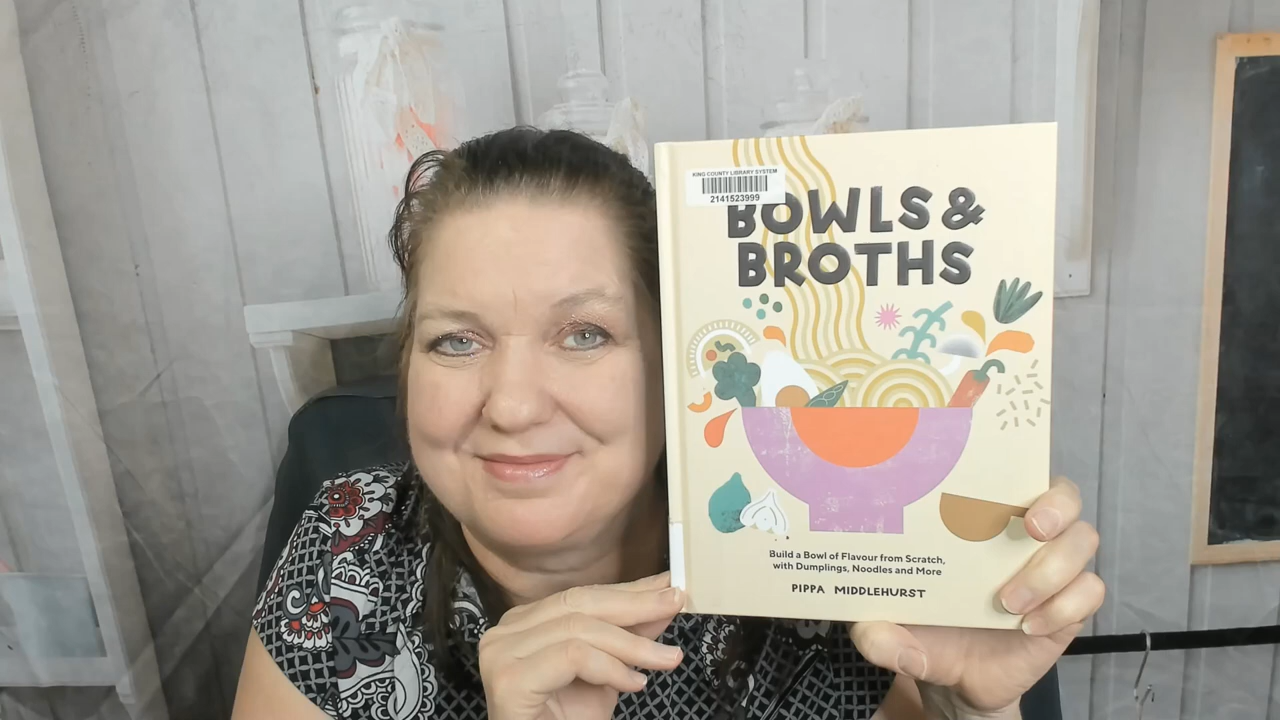 KING COUNTY LIBRARY SYSTEM
2141523999
BOWLS &
BROTHS
Build a Bowl of Flavour from Scratch,
with Dumplings, Noodles and More
PIPPA MIDDLEHURST